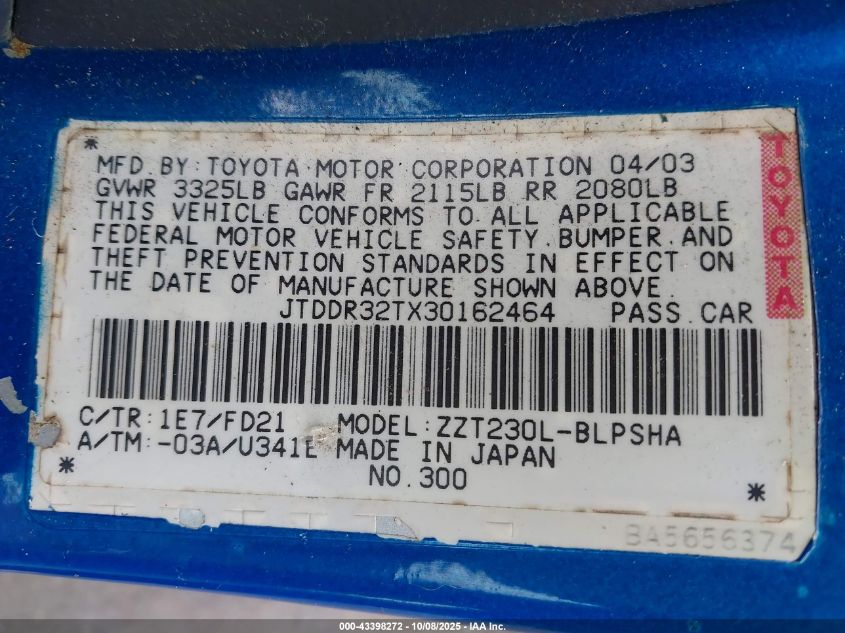 *
MFD.BY:TOYOTA MOTOR CORPORATION 04/03
GVWR 3325LB GAWR FR 2115LB RR 2080LB
THIS VEHICLE CONFORMS TO ALL APPLICABLE
FEDERAL MOTOR VEHICLE SAFETY.BUMPER.AND
THEFT PREVENTION STANDARDS IN EFFECT ON
THE DATE OF MANUFACTURE SHOWN ABOVE.
JTDDR32TX30162464 PASS.CAR
TOYOTA
C/TR:1E7/FD21 MODEL:ZZT230L-BLPSHA
A/TM:-03A/U341E MADE IN JAPAN
* NO.300 *
BA5656374
000-43398272 - 10/08/2025 - © IAA Inc.